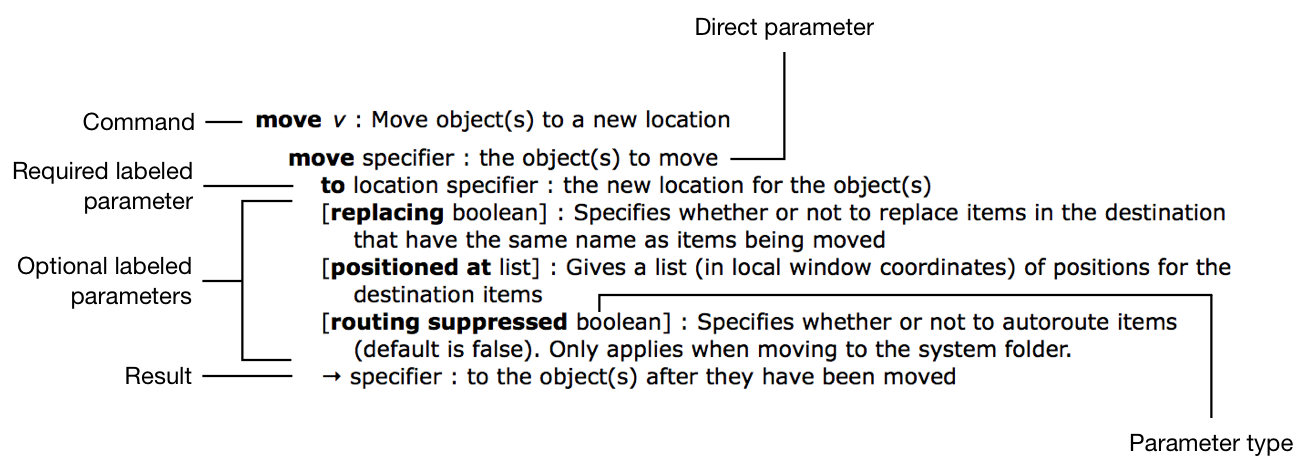 Direct parameter
Command
move v : Move object(s) to a new location
move specifier : the object(s) to move
Required labeled
parameter
to location specifier : the new location for the object(s)
[replacing boolean] : Specifies whether or not to replace items in the destination
that have the same name as items being moved
Optional labeled
parameters
[positioned at list] : Gives a list (in local window coordinates) of positions for the
destination items
[routing suppressed boolean] : Specifies whether or not to autoroute items
(default is false). Only applies when moving to the system folder.
Result
→ specifier : to the object(s) after they have been moved
Parameter type